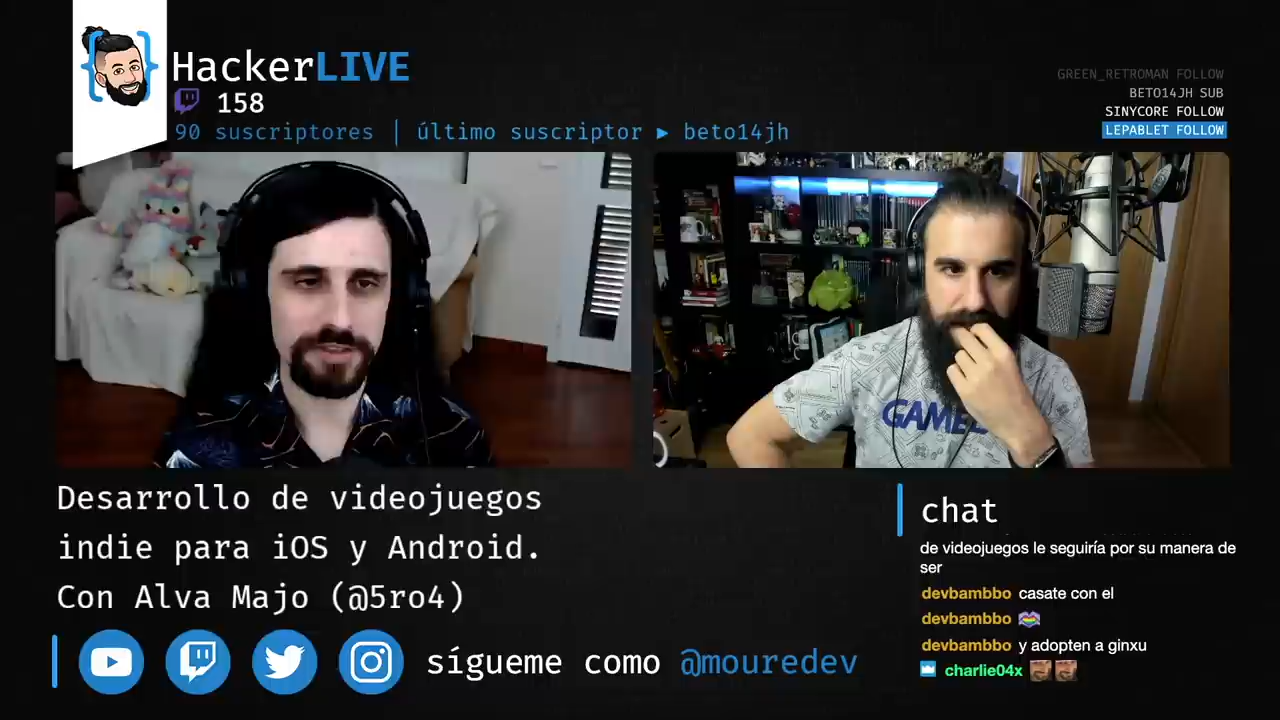 HackerLIVE
158
90 suscriptores | último suscriptor ▶ beto14jh
GREEN_RETROMAN FOLLOW
BETO14JH SUB
SINYCORE FOLLOW
LEPABLET FOLLOW
GAME
Desarrollo de videojuegos
indie para iOS y Android.
Con Alva Majo (@5ro4)
sígueme como @mouredev
chat
de videojuegos le seguiría por su manera de
ser
devbambbo casate con el
devbambbo
devbambbo y adopten a ginxu
charlie04x